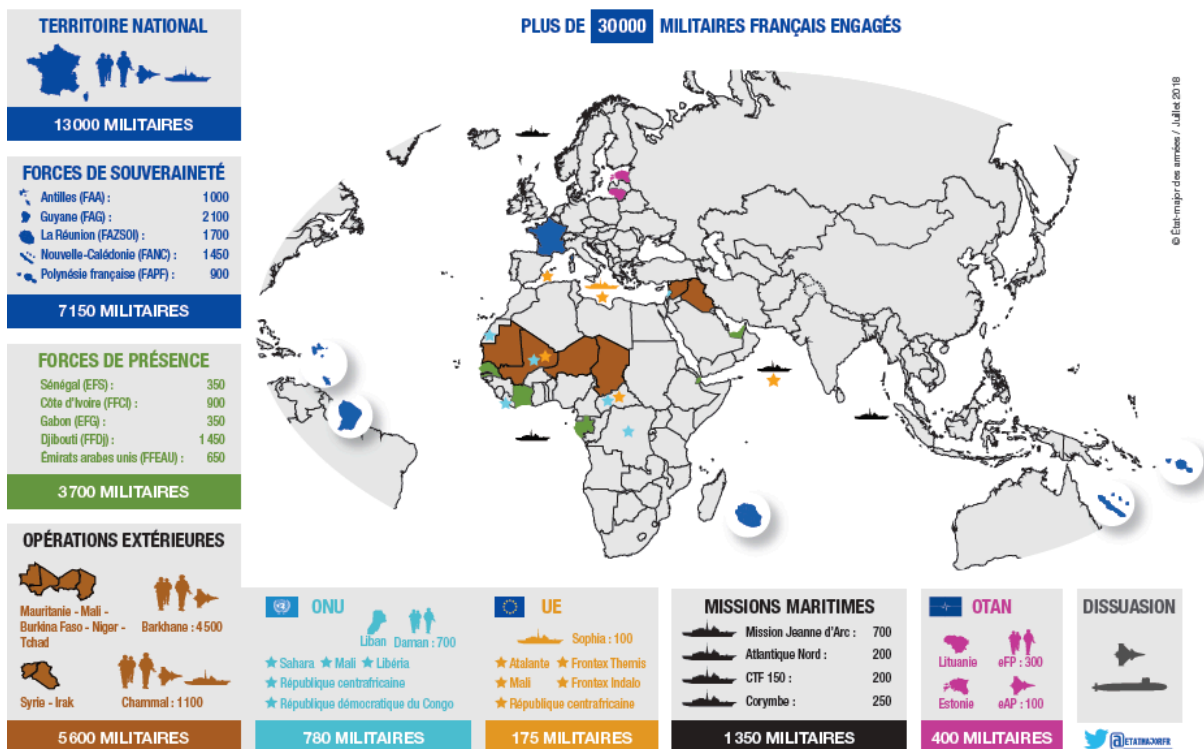 PLUS DE 30000 MILITAIRES FRANÇAIS ENGAGÉS
TERRITOIRE NATIONAL
13000 MILITAIRES
FORCES DE SOUVERAINETÉ
Antilles (FAA) : 1000
Guyane (FAG) : 2100
La Réunion (FAZSOI) : 1700
Nouvelle-Calédonie (FANC) : 1450
Polynésie française (FAPF) : 900
7150 MILITAIRES
FORCES DE PRÉSENCE
Sénégal (EFS) : 350
Côte d'Ivoire (FFCI) : 900
Gabon (EFG) : 350
Djibouti (FFDj) : 1450
Émirats arabes unis (FFEAU) : 650
3700 MILITAIRES
OPÉRATIONS EXTÉRIEURES
Mauritanie - Mali -
Burkina Faso - Niger -
Tchad
Barkhane : 4500
Syrie - Irak
Chammal : 1100
5600 MILITAIRES
ONU
Liban Daman : 700
Sahara Mali Libéria
République centrafricaine
République démocratique du Congo
780 MILITAIRES
UE
Sophia : 100
Atalante Frontex Themis
Mali Frontex Indalo
République centrafricaine
175 MILITAIRES
MISSIONS MARITIMES
Mission Jeanne d'Arc : 700
Atlantique Nord : 200
CTF 150 : 200
Corymbe : 250
1350 MILITAIRES
OTAN
Lituanie eFP : 300
Estonie eAP : 100
400 MILITAIRES
DISSUASION
@ETATMAJORFR
© État-major des armées / Juillet 2018